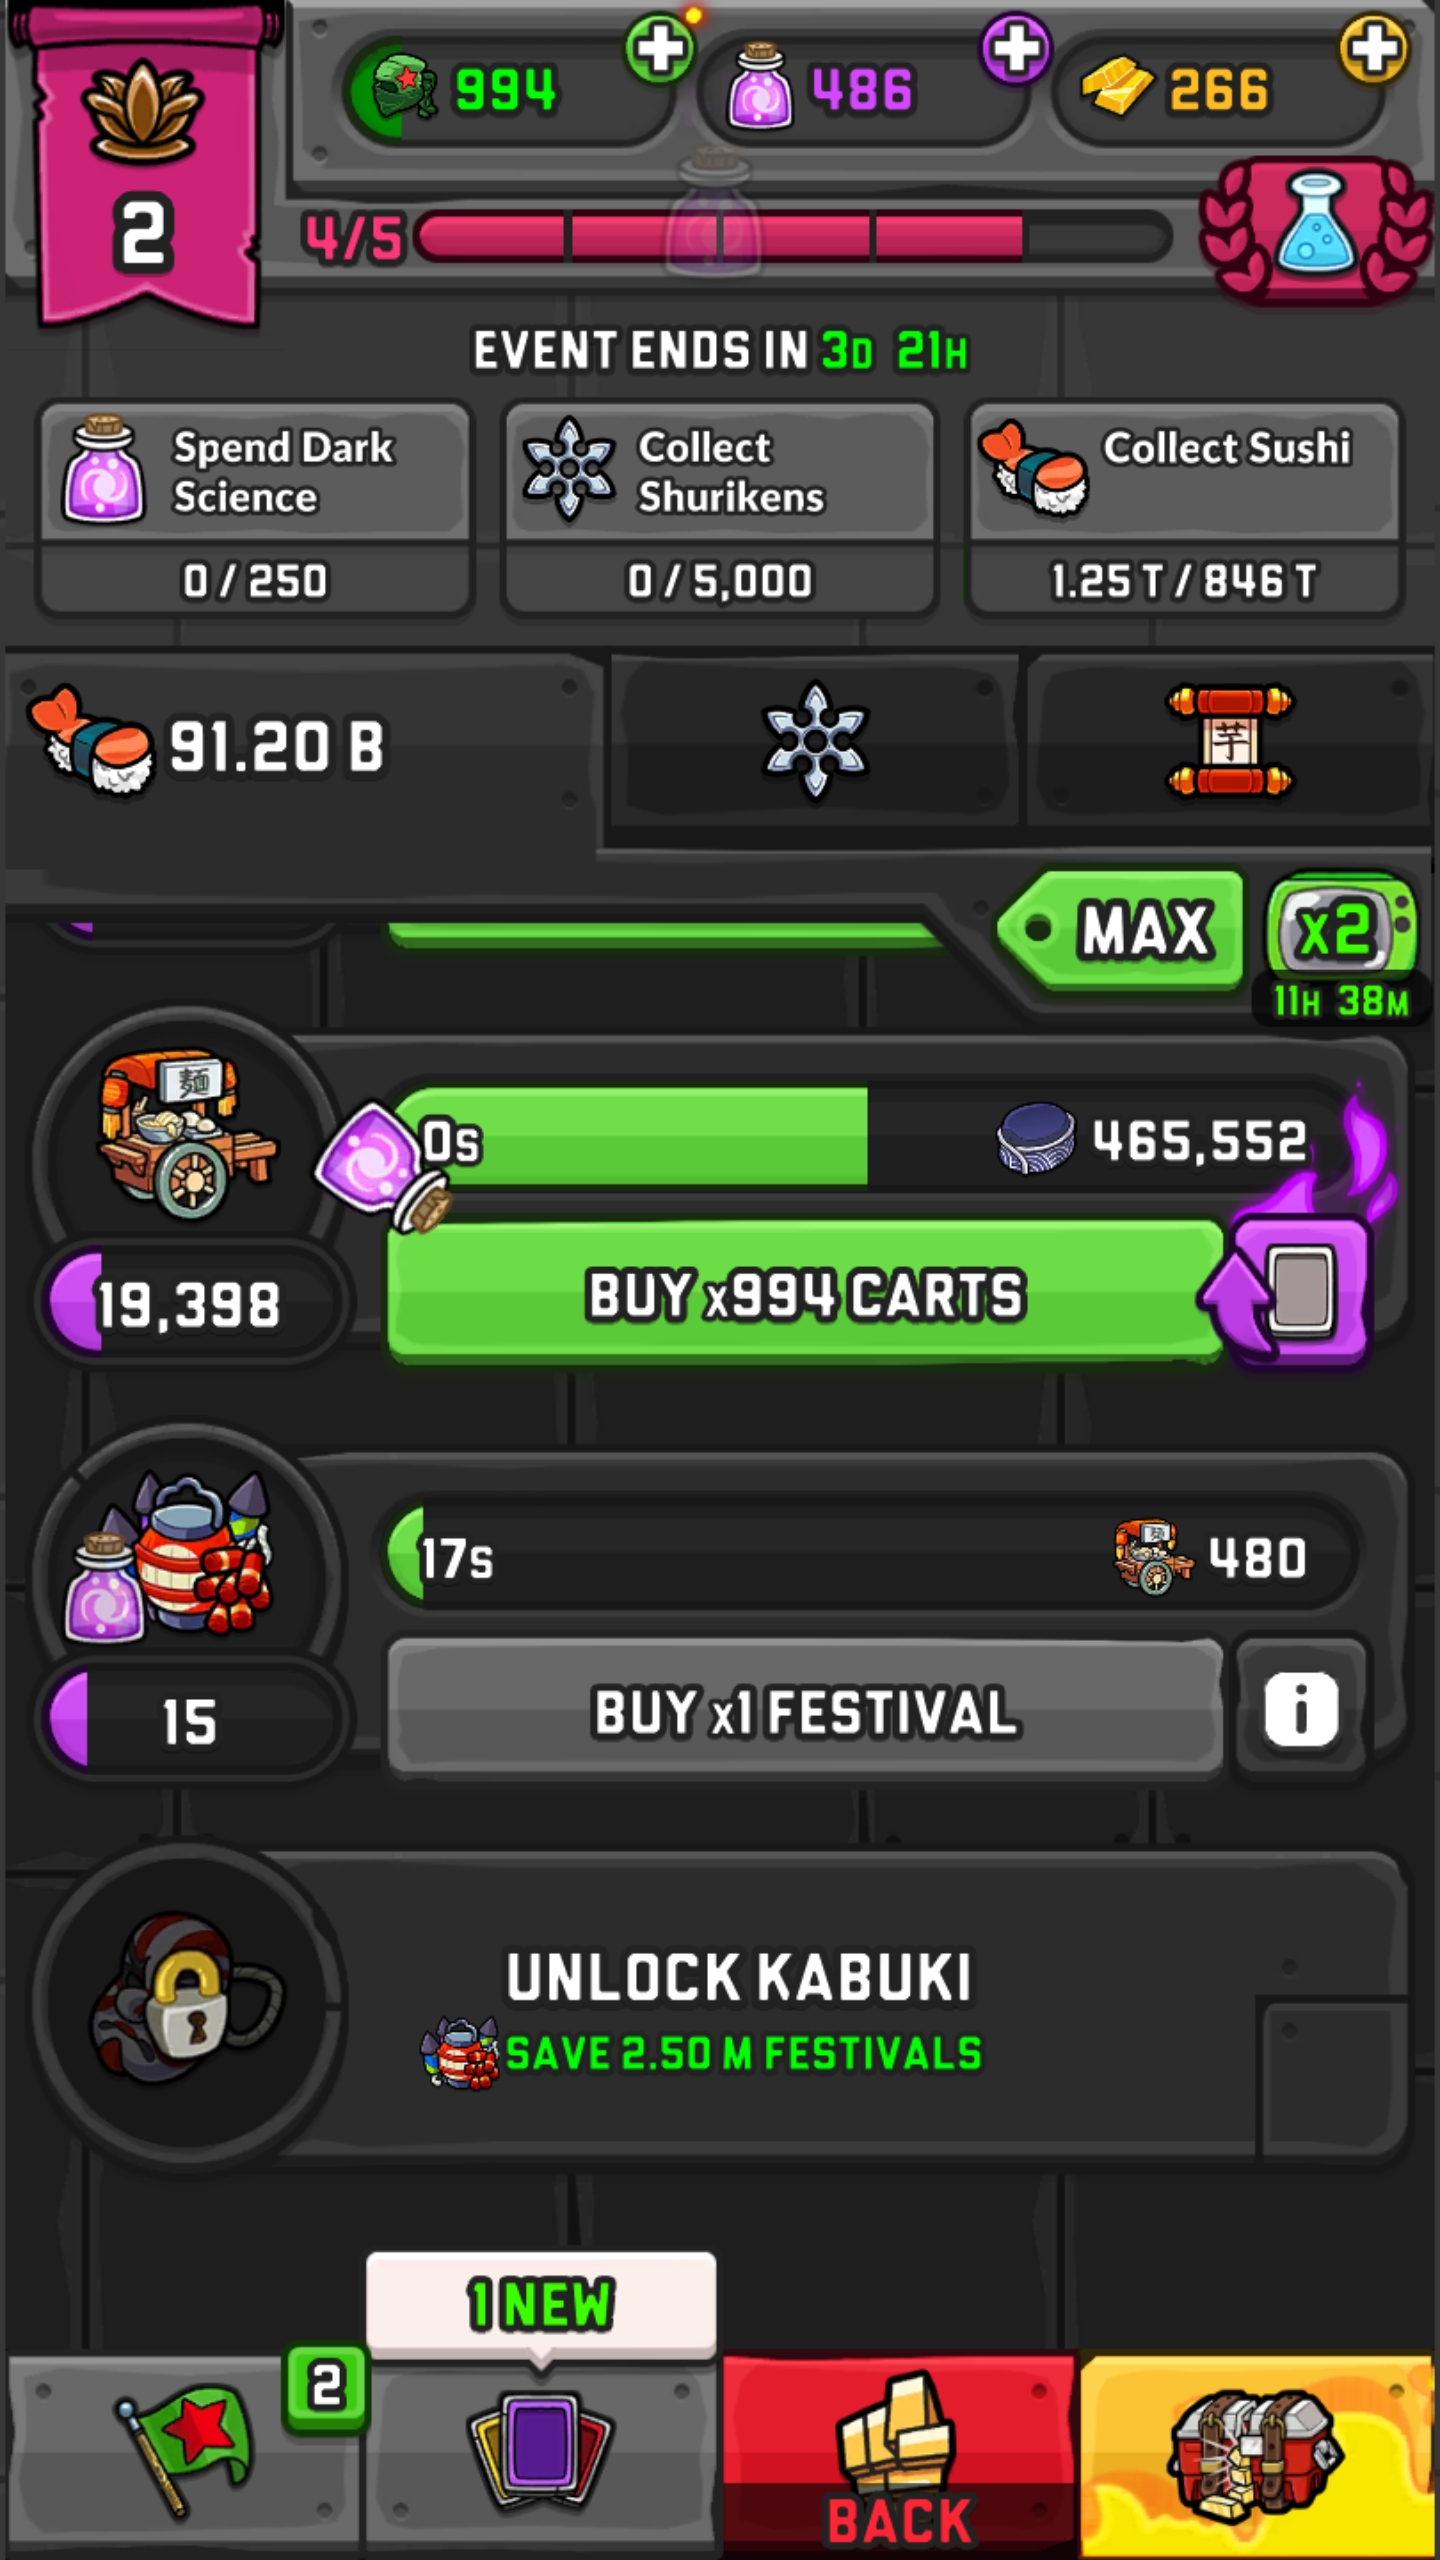 994
486
266
2
4/5
EVENT ENDS IN 3D 21H
Spend Dark
Science
0 / 250
Collect
Shurikens
0 / 5,000
Collect Sushi
1.25 T / 846 T
91.20 B
芋
MAX
x2
11H 38M
麺
0s
465,552
19,398
BUY x994 CARTS
17s
480
15
BUY x1 FESTIVAL
i
UNLOCK KABUKI
SAVE 2.50 M FESTIVALS
1 NEW
2
BACK